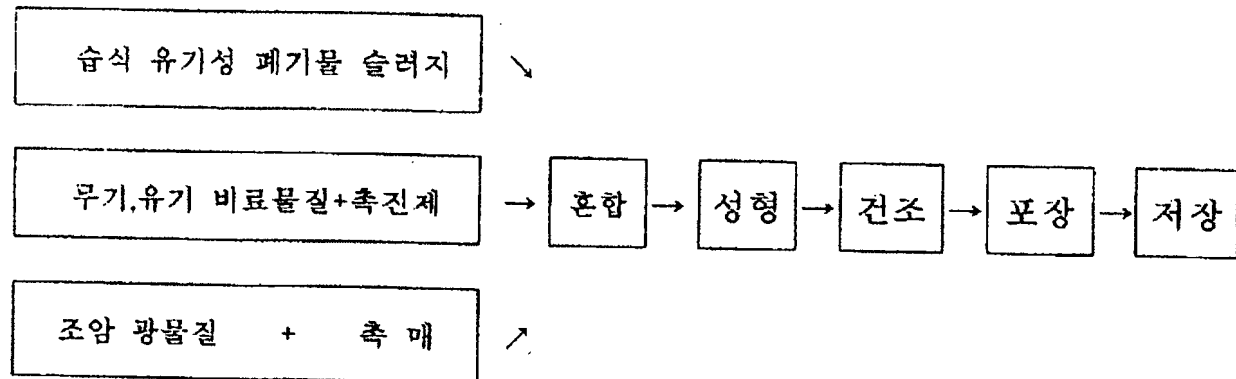 습식 유기성 폐기물 슬러지 ↘
무기,유기 비료물질+촉진제 → 혼합 → 성형 → 건조 → 포장 → 저장
조암 광물질 + 촉 매 ↗